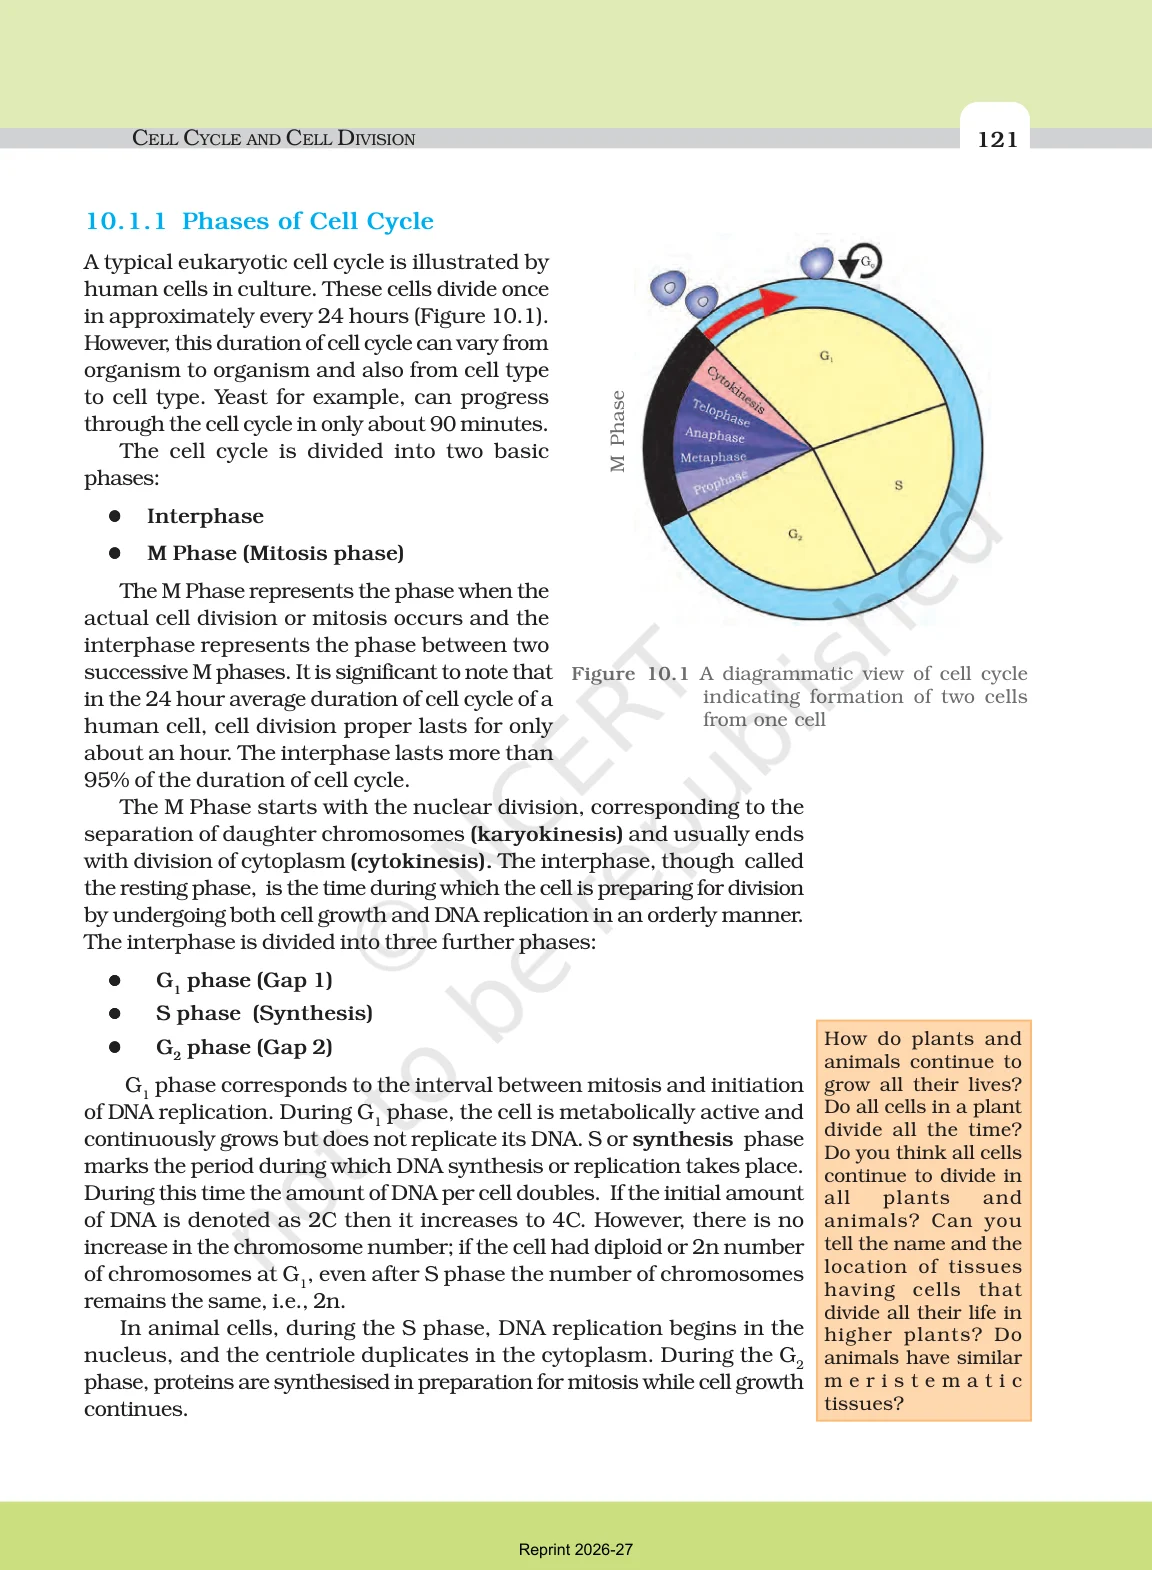 CELL CYCLE AND CELL DIVISION
121
10.1.1 Phases of Cell Cycle
A typical eukaryotic cell cycle is illustrated by
human cells in culture. These cells divide once
in approximately every 24 hours (Figure 10.1).
However, this duration of cell cycle can vary from
organism to organism and also from cell type
to cell type. Yeast for example, can progress
through the cell cycle in only about 90 minutes.
The cell cycle is divided into two basic
phases:
● Interphase
● M Phase (Mitosis phase)
The M Phase represents the phase when the
actual cell division or mitosis occurs and the
interphase represents the phase between two
successive M phases. It is significant to note that
in the 24 hour average duration of cell cycle of a
human cell, cell division proper lasts for only
about an hour. The interphase lasts more than
95% of the duration of cell cycle.
G₀
G₁
S
G₂
Cytokinesis
Telophase
Anaphase
Metaphase
Prophase
M Phase
Figure 10.1 A diagrammatic view of cell cycle
indicating formation of two cells
from one cell
The M Phase starts with the nuclear division, corresponding to the
separation of daughter chromosomes (karyokinesis) and usually ends
with division of cytoplasm (cytokinesis). The interphase, though called
the resting phase, is the time during which the cell is preparing for division
by undergoing both cell growth and DNA replication in an orderly manner.
The interphase is divided into three further phases:
● G₁ phase (Gap 1)
● S phase (Synthesis)
● G₂ phase (Gap 2)
G₁ phase corresponds to the interval between mitosis and initiation
of DNA replication. During G₁ phase, the cell is metabolically active and
continuously grows but does not replicate its DNA. S or synthesis phase
marks the period during which DNA synthesis or replication takes place.
During this time the amount of DNA per cell doubles. If the initial amount
of DNA is denoted as 2C then it increases to 4C. However, there is no
increase in the chromosome number; if the cell had diploid or 2n number
of chromosomes at G₁, even after S phase the number of chromosomes
remains the same, i.e., 2n.
In animal cells, during the S phase, DNA replication begins in the
nucleus, and the centriole duplicates in the cytoplasm. During the G₂
phase, proteins are synthesised in preparation for mitosis while cell growth
continues.
How do plants and
animals continue to
grow all their lives?
Do all cells in a plant
divide all the time?
Do you think all cells
continue to divide in
all plants and
animals? Can you
tell the name and the
location of tissues
having cells that
divide all their life in
higher plants? Do
animals have similar
meristematic
tissues?
© NCERT
not to be republished
Reprint 2026-27